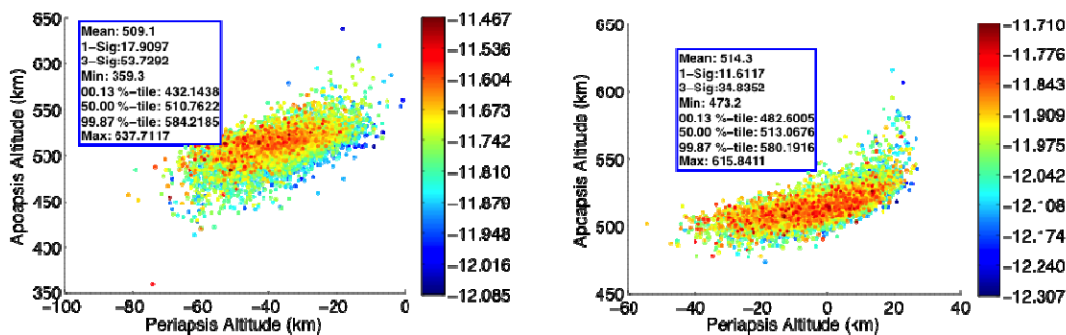 650
600
550
500
450
400
350
Apoapsis Altitude (km)
Mean: 509.1
1-Sig:17.9097
3-Sig:53.7292
Min: 359.3
00.13 %-tile: 432.1438
50.00 %-tile: 510.7622
99.87 %-tile: 584.2185
Max: 637.7117
-100
-80
-60
-40
-20
0
Periapsis Altitude (km)
-11.467
-11.536
-11.604
-11.673
-11.742
-11.810
-11.879
-11.948
-12.016
-12.085
650
600
550
500
450
Apoapsis Altitude (km)
Mean: 514.3
1-Sig:11.6117
3-Sig:34.8352
Min: 473.2
00.13 %-tile: 482.6005
50.00 %-tile: 513.0676
99.87 %-tile: 580.1916
Max: 615.8411
-60
-40
-20
0
20
40
Periapsis Altitude (km)
-11.710
-11.776
-11.843
-11.909
-11.975
-12.042
-12.108
-12.174
-12.240
-12.307